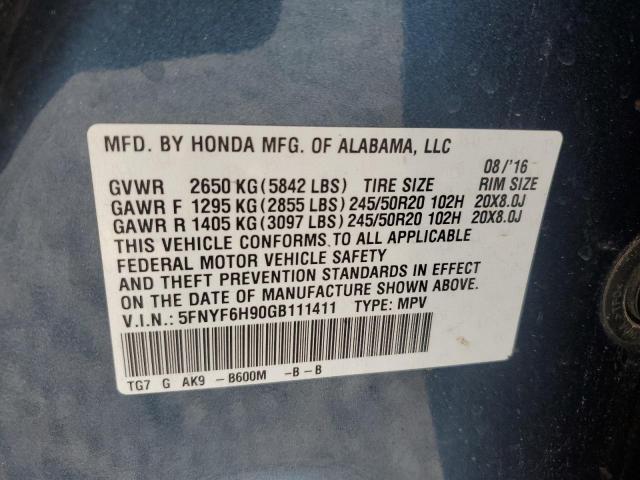 MFD. BY HONDA MFG. OF ALABAMA, LLC
08/'16
GVWR 2650 KG (5842 LBS) TIRE SIZE RIM SIZE
GAWR F 1295 KG (2855 LBS) 245/50R20 102H 20X8.0J
GAWR R 1405 KG (3097 LBS) 245/50R20 102H 20X8.0J
THIS VEHICLE CONFORMS TO ALL APPLICABLE
FEDERAL MOTOR VEHICLE SAFETY
AND THEFT PREVENTION STANDARDS IN EFFECT
ON THE DATE OF MANUFACTURE SHOWN ABOVE.
V.I.N.: 5FNYF6H90GB111411 TYPE: MPV
TG7 G AK9 -B600M -B-B